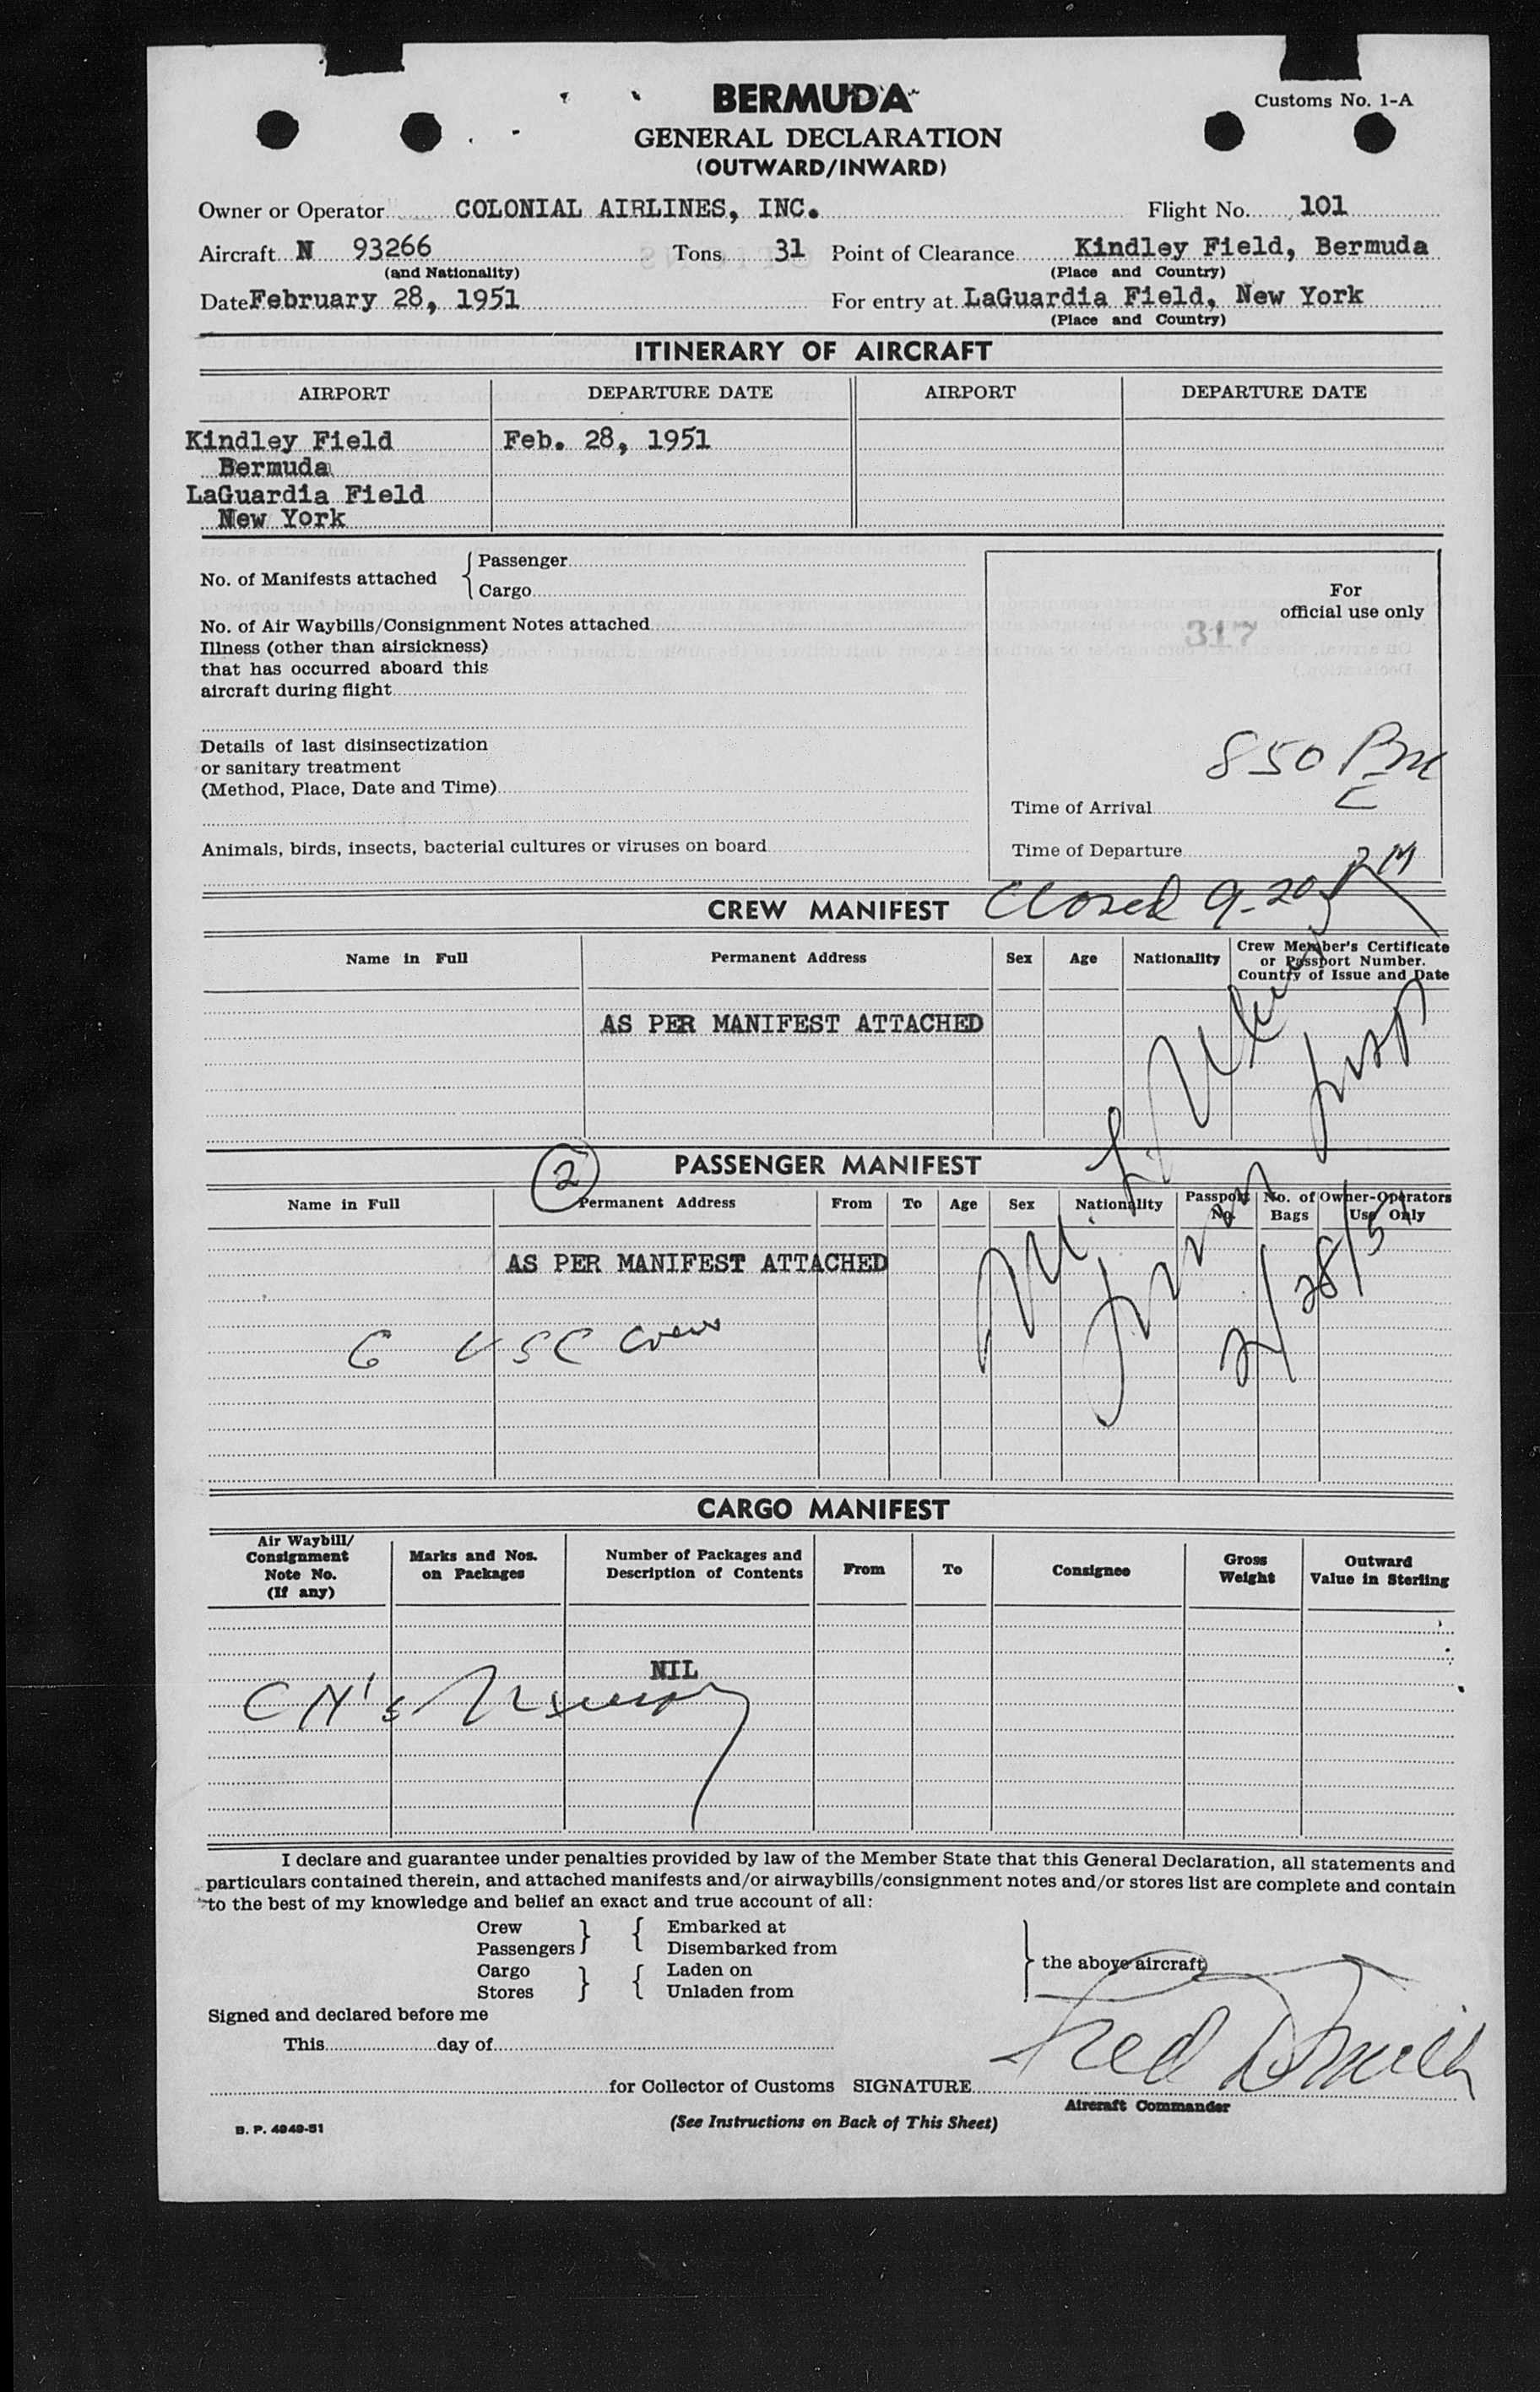 BERMUDA
Customs No. 1-A
GENERAL DECLARATION
(OUTWARD/INWARD)
Owner or Operator COLONIAL AIRLINES, INC. Flight No. 101
Aircraft N 93266 Tons 31 Point of Clearance Kindley Field, Bermuda
(and Nationality) (Place and Country)
Date February 28, 1951 For entry at LaGuardia Field, New York
(Place and Country)
ITINERARY OF AIRCRAFT
AIRPORT DEPARTURE DATE AIRPORT DEPARTURE DATE
Kindley Field Feb. 28, 1951
Bermuda
LaGuardia Field
New York
No. of Manifests attached { Passenger
Cargo
For
official use only
317
No. of Air Waybills/Consignment Notes attached
Illness (other than airsickness)
that has occurred aboard this
aircraft during flight
Details of last disinsectization
or sanitary treatment
(Method, Place, Date and Time)
850 PM
E
Time of Arrival
Animals, birds, insects, bacterial cultures or viruses on board
Time of Departure
Closed 9-20 PM
CREW MANIFEST
Name in Full Permanent Address Sex Age Nationality Crew Member's Certificate
or Passport Number.
Country of Issue and Date
AS PER MANIFEST ATTACHED
2
PASSENGER MANIFEST
Name in Full Permanent Address From To Age Sex Nationality Passport No. No. of Bags Owner-Operators Use Only
AS PER MANIFEST ATTACHED
2/28/51
6 USC Crew
CARGO MANIFEST
Air Waybill/
Consignment
Note No.
(If any)
Marks and Nos.
on Packages
Number of Packages and
Description of Contents
From To Consignee
Gross
Weight
Outward
Value in Sterling
NIL
I declare and guarantee under penalties provided by law of the Member State that this General Declaration, all statements and
particulars contained therein, and attached manifests and/or airwaybills/consignment notes and/or stores list are complete and contain
to the best of my knowledge and belief an exact and true account of all:
Crew } { Embarked at
Passengers Disembarked from
} the above aircraft
Cargo } { Laden on
Stores Unladen from
Signed and declared before me
This day of
for Collector of Customs SIGNATURE
Aircraft Commander
B. P. 4949-51
(See Instructions on Back of This Sheet)